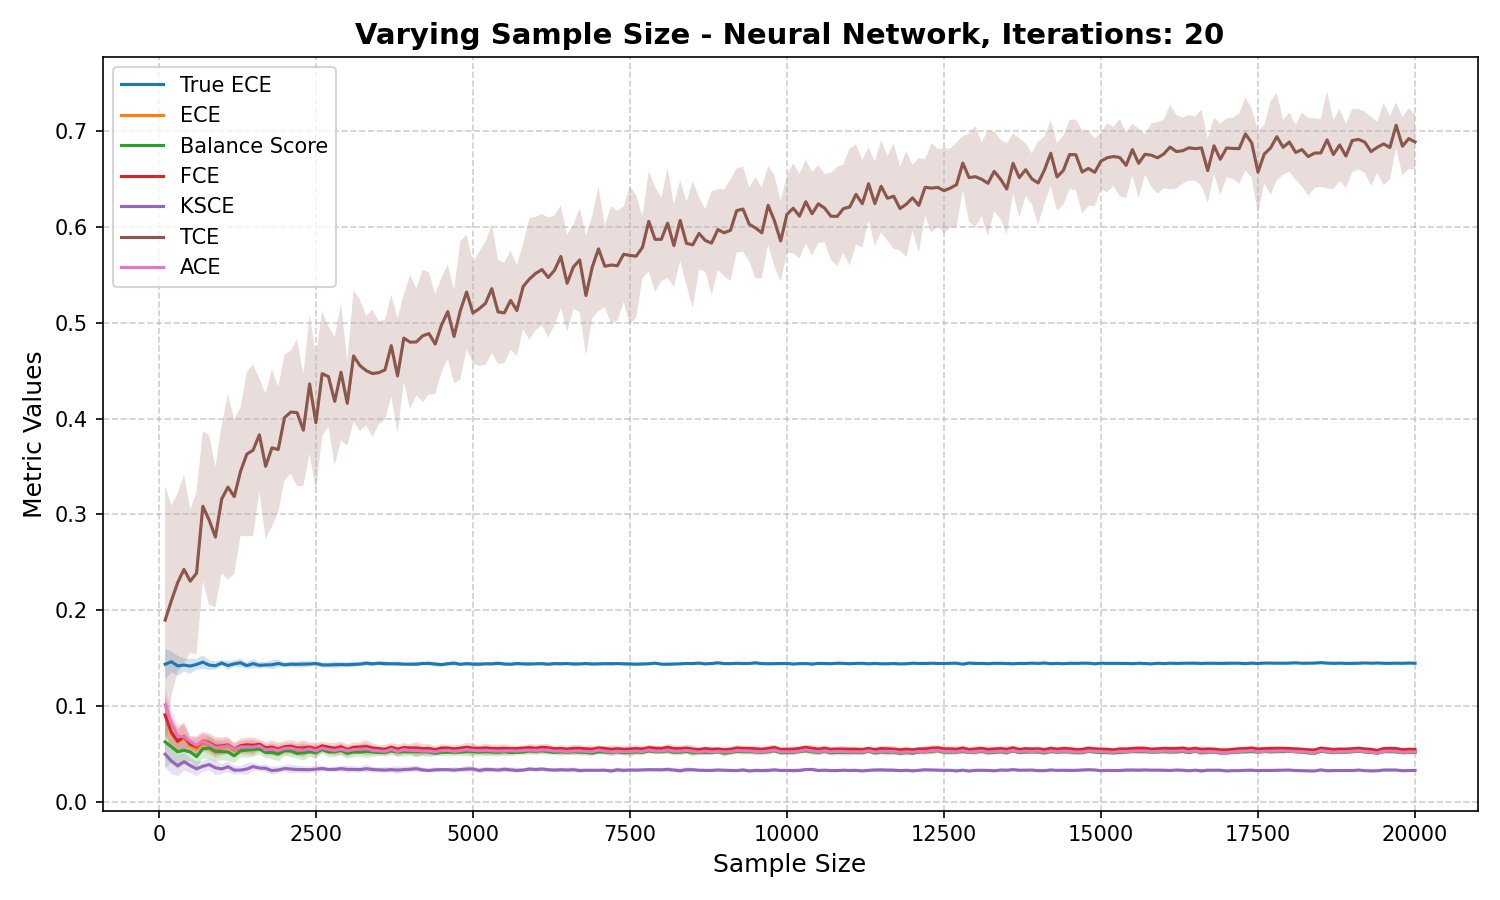 Varying Sample Size - Neural Network, Iterations: 20
True ECE
ECE
Balance Score
FCE
KSCE
TCE
ACE
Metric Values
0.7
0.6
0.5
0.4
0.3
0.2
0.1
0.0
0
2500
5000
7500
10000
12500
15000
17500
20000
Sample Size